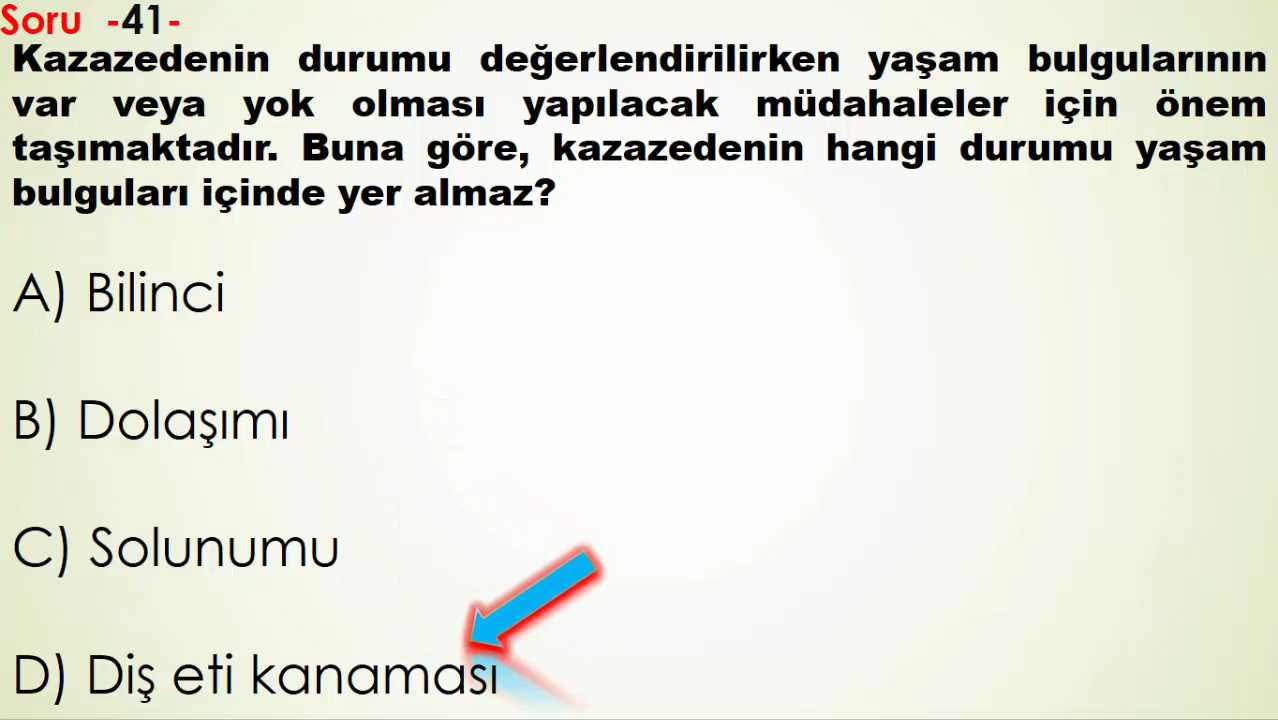 Soru -41-
Kazazedenin durumu değerlendirilirken yaşam bulgularının
var veya yok olması yapılacak müdahaleler için önem
taşımaktadır. Buna göre, kazazedenin hangi durumu yaşam
bulguları içinde yer almaz?
A) Bilinci
B) Dolaşımı
C) Solunumu
D) Diş eti kanaması